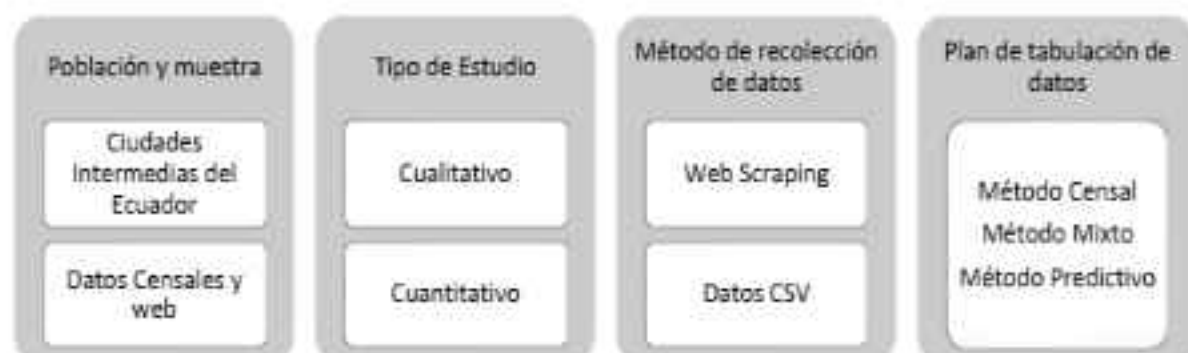 Población y muestra
Ciudades
Intermedias del
Ecuador
Datos Censales y
web
Tipo de Estudio
Cualitativo
Cuantitativo
Método de recolección
de datos
Web Scraping
Datos CSV
Plan de tabulación de
datos
Método Censal
Método Mixto
Método Predictivo